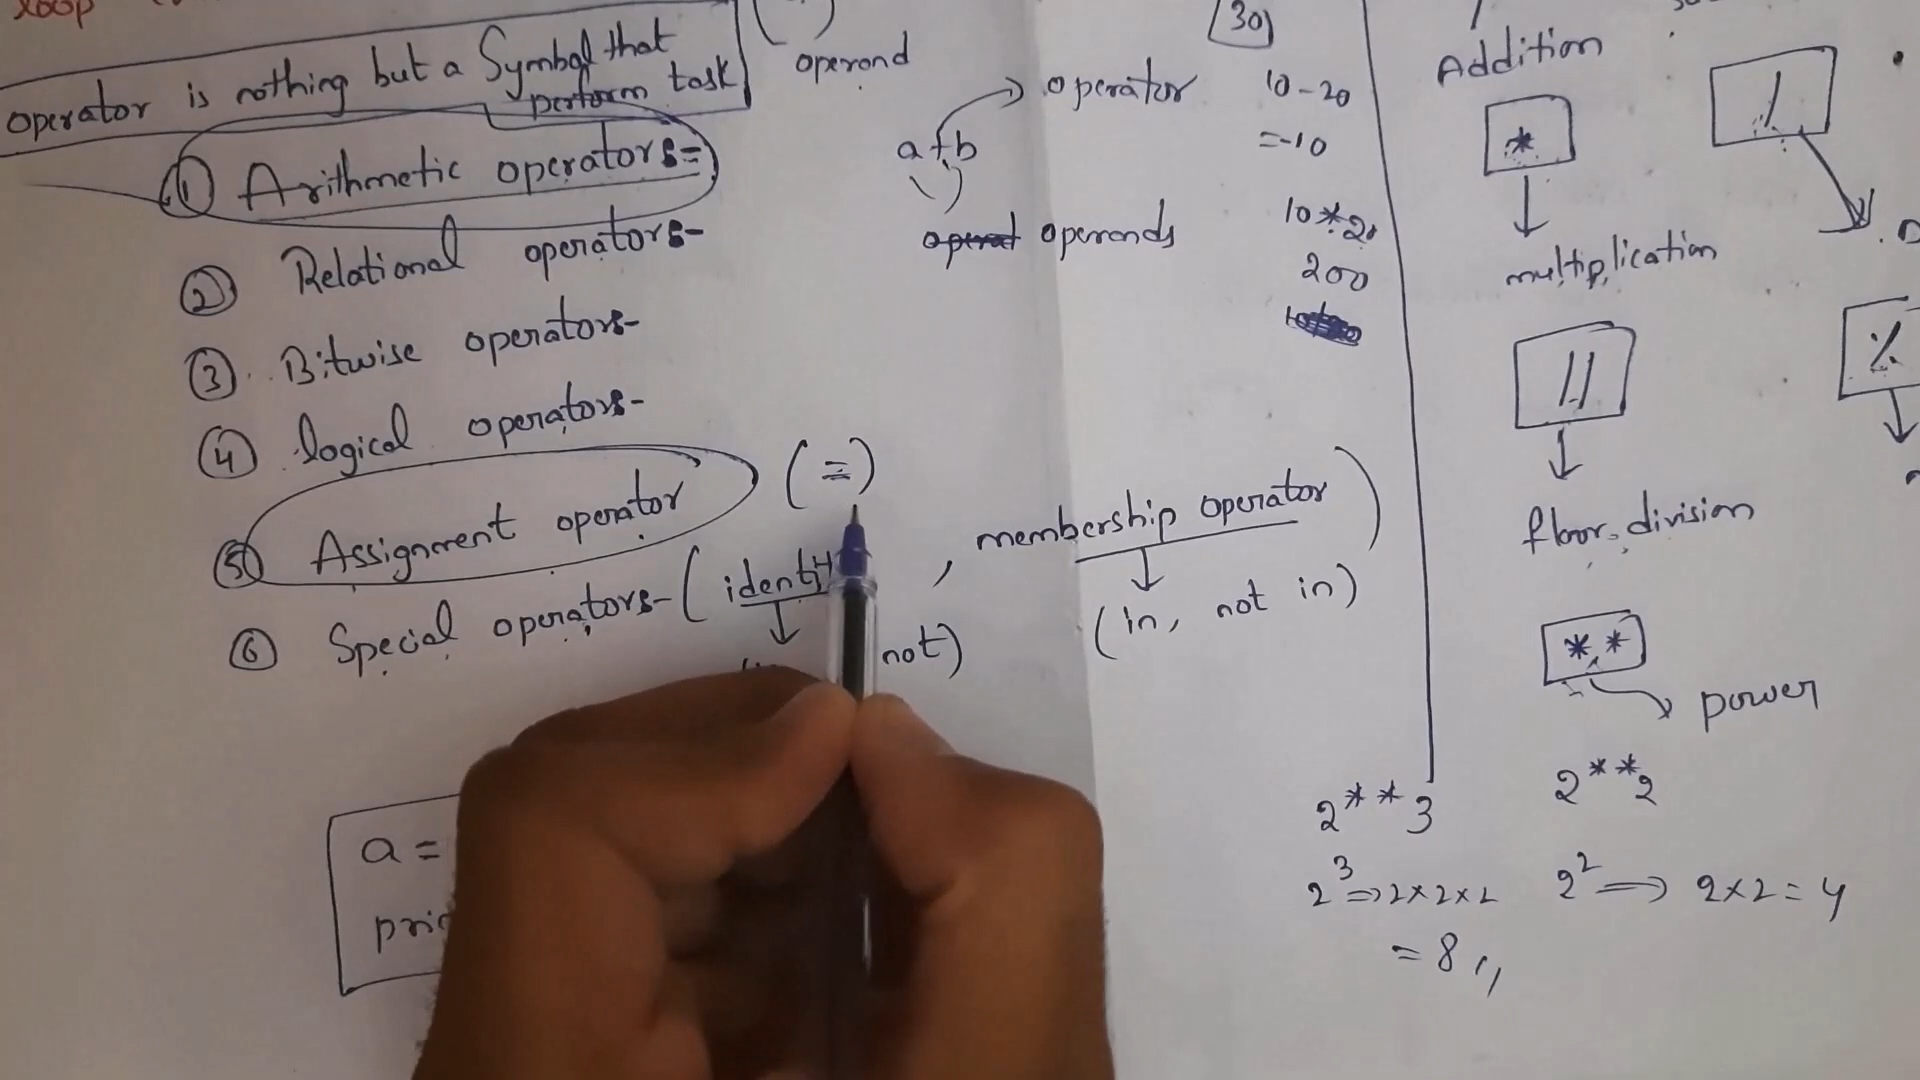 loop
operator is nothing but a Symbol that
perform task
① Arithmetic operators=
② Relational operators-
③ Bitwise operators-
④ logical operators-
⑤ Assignment operator (=)
⑥ Special operators-( , membership operator)
not)
(in, not in)
a =
operand
operator
a+b
operands
30
10-20
=-10
10*20
200
Addition
*
multiplication
/
//
floor division
%
**
power
2**3
2³ => 2×2×2
= 8
2**2
2² => 2×2 = 4